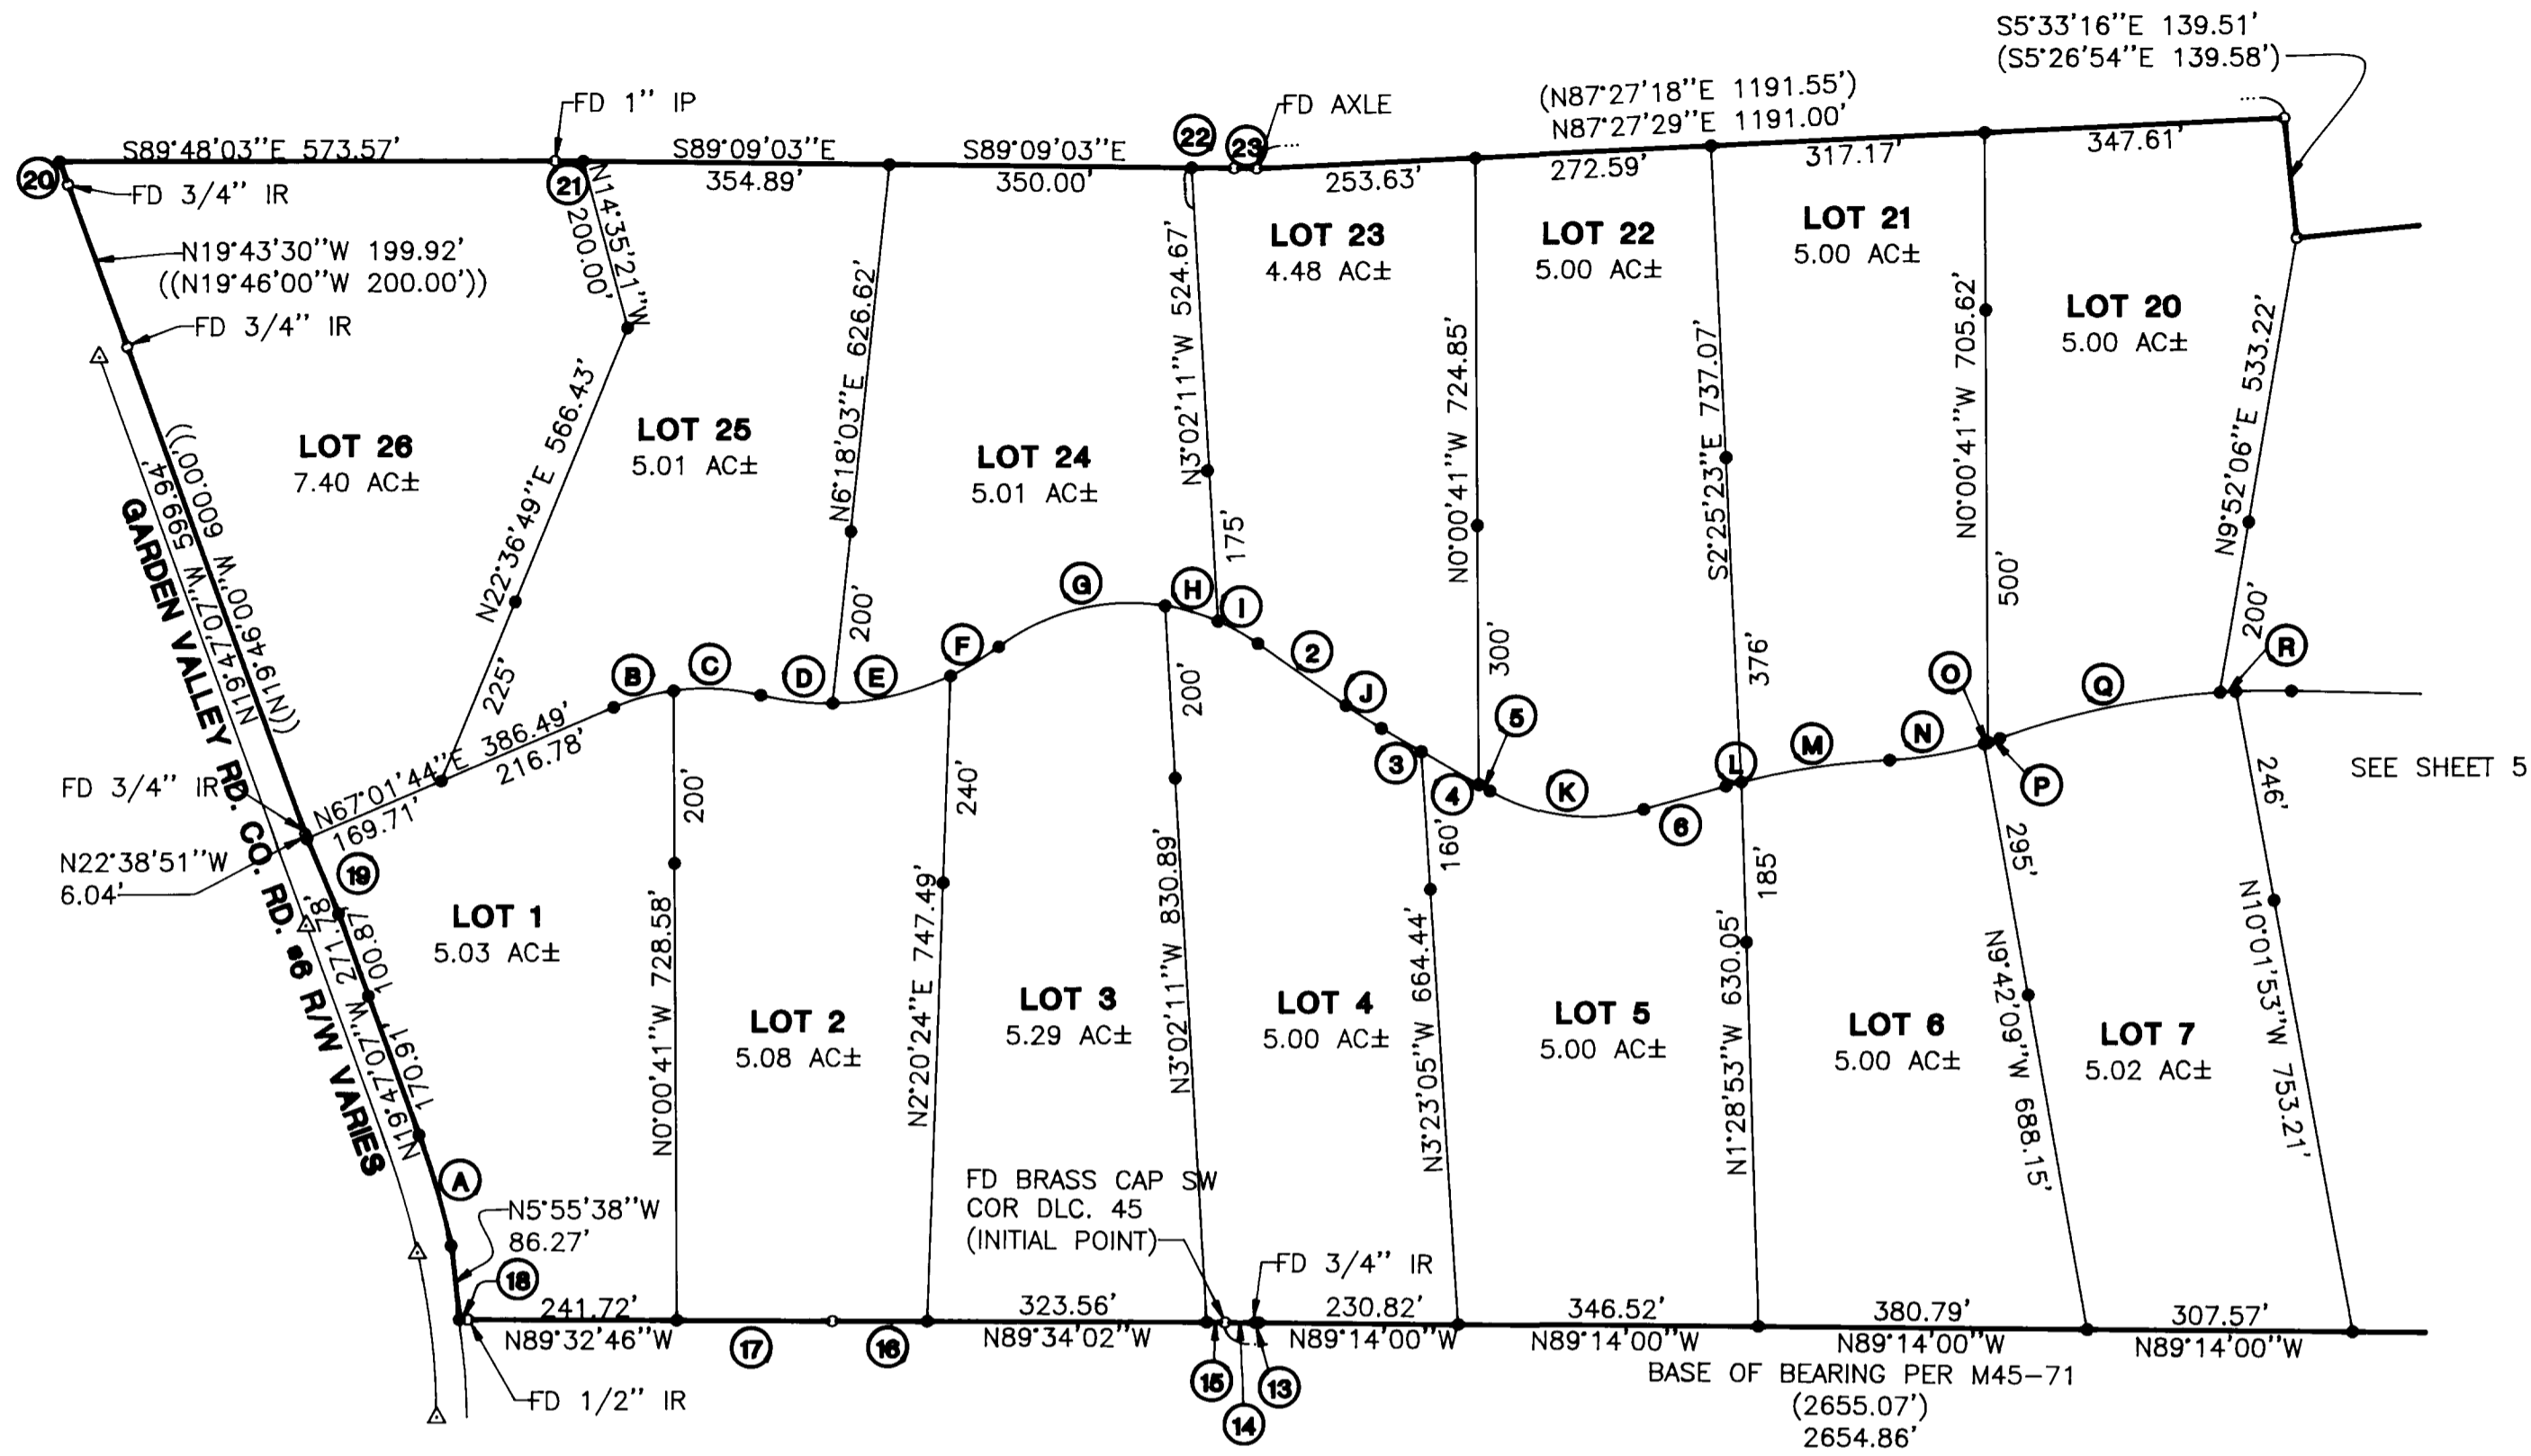 S5°33'16"E 139.51'
(S5°26'54"E 139.58')
(N87°27'18"E 1191.55')
N87°27'29"E 1191.00'
FD 1" IP
FD AXLE
S89°48'03"E 573.57'
S89°09'03"E
354.89'
S89°09'03"E
350.00'
22
23
253.63'
272.59'
317.17'
347.61'
20
21
FD 3/4" IR
N14°35'21"W
200.00'
N19°43'30"W 199.92'
((N19°46'00"W 200.00'))
FD 3/4" IR
LOT 23
4.48 AC±
LOT 22
5.00 AC±
LOT 21
5.00 AC±
LOT 20
5.00 AC±
LOT 26
7.40 AC±
LOT 25
5.01 AC±
LOT 24
5.01 AC±
N22°36'49"E 566.43'
225'
N6°18'03"E 626.62'
200'
N3°02'11"W 524.67'
175'
N0°00'41"W 724.85'
300'
S2°25'23"E 737.07'
376'
N0°00'41"W 705.62'
500'
N9°52'06"E 533.22'
200'
((N19°46'00"W 600.00'))
N19°47'07"W 599.94'
GARDEN VALLEY RD. CO. RD. #6 R/W VARIES
B
C
D
E
F
G
H
I
2
J
3
4
5
K
6
L
M
N
O
P
Q
R
SEE SHEET 5
FD 3/4" IR
N67°01'44"E 386.49'
169.71'
216.78'
N22°38'51"W
6.04'
19
100.87'
N19°47'07"W 271.78'
170.91'
A
N5°55'38"W
86.27'
LOT 1
5.03 AC±
LOT 2
5.08 AC±
LOT 3
5.29 AC±
LOT 4
5.00 AC±
LOT 5
5.00 AC±
LOT 6
5.00 AC±
LOT 7
5.02 AC±
200'
N0°00'41"W 728.58'
240'
N2°20'24"E 747.49'
200'
N3°02'11"W 830.89'
160'
N3°23'05"W 664.44'
185'
N1°28'53"W 630.05'
295'
N9°42'09"W 688.15'
246'
N10°01'53"W 753.21'
FD BRASS CAP SW
COR DLC. 45
(INITIAL POINT)
FD 3/4" IR
18
241.72'
N89°32'46"W
17
16
323.56'
N89°34'02"W
15
14
13
230.82'
N89°14'00"W
346.52'
N89°14'00"W
380.79'
N89°14'00"W
307.57'
N89°14'00"W
FD 1/2" IR
BASE OF BEARING PER M45-71
(2655.07')
2654.86'